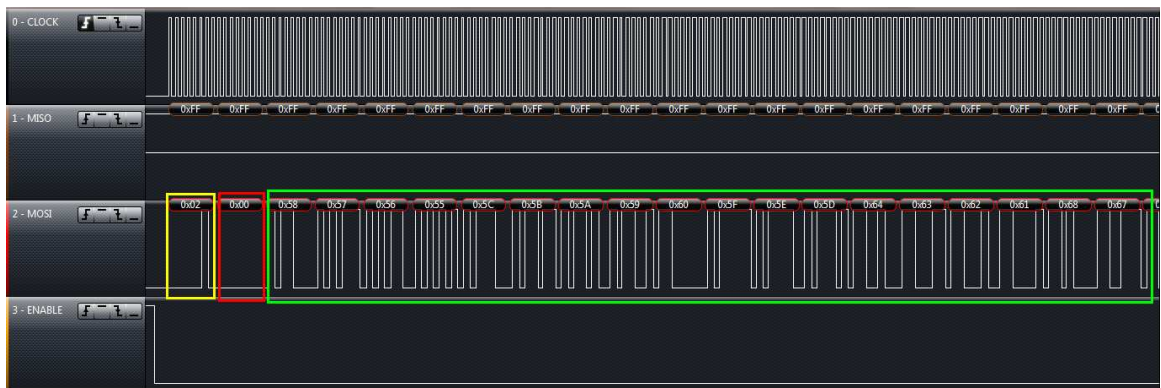 0 - CLOCK
0xFF 0xFF 0xFF 0xFF 0xFF 0xFF 0xFF 0xFF 0xFF 0xFF 0xFF 0xFF 0xFF 0xFF 0xFF 0xFF 0xFF 0xFF 0xFF 0xFF
1 - MISO
0x02 0x00 0x58 0x57 0x56 0x55 0x5C 0x5B 0x5A 0x59 0x60 0x5F 0x5E 0x5D 0x64 0x63 0x62 0x61 0x68 0x67
2 - MOSI
3 - ENABLE